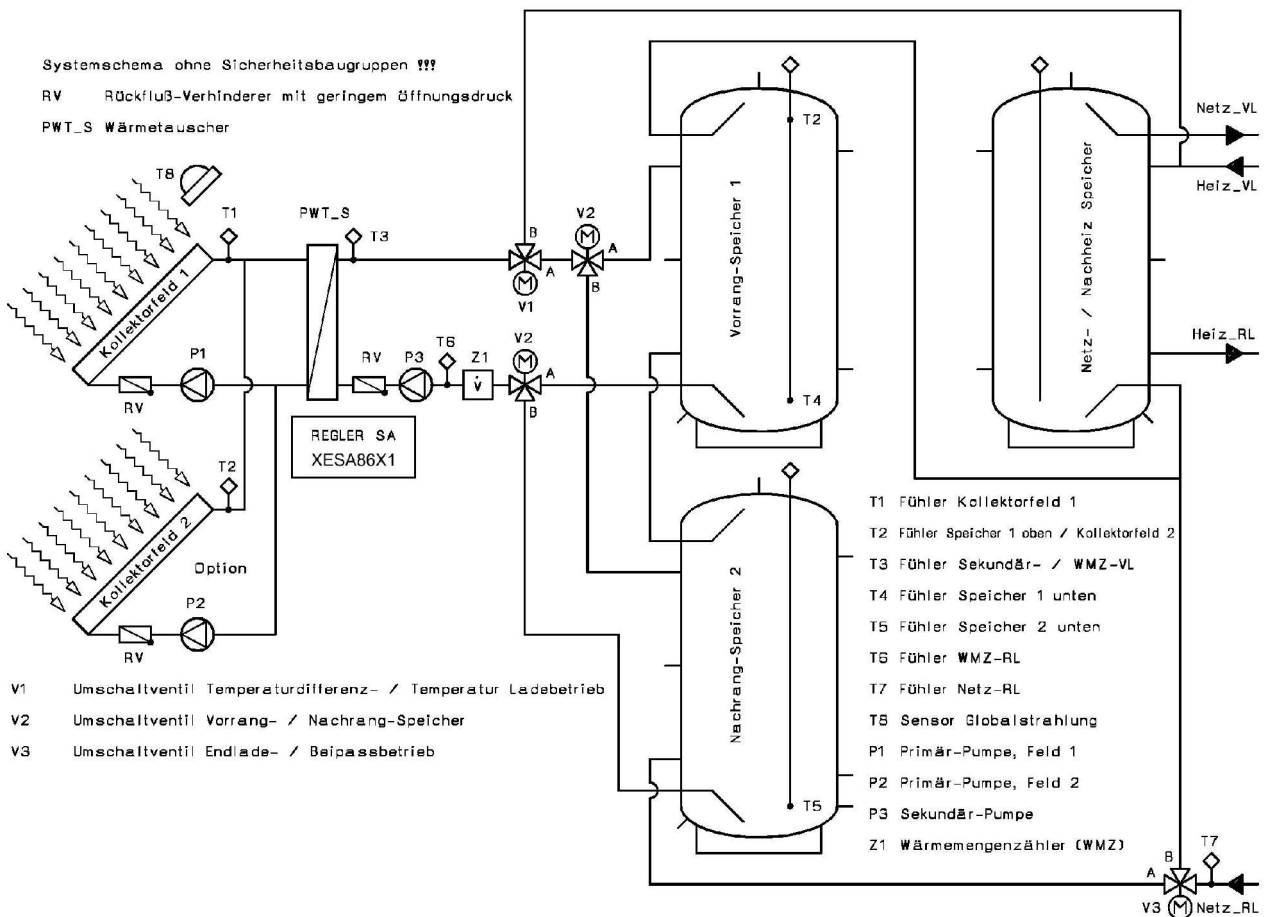 Systemschema ohne Sicherheitsbaugruppen !!!
RV Rückfluß-Verhinderer mit geringem Öffnungsdruck
PWT_S Wärmetauscher
T8
T1
PWT_S
T3
Kollektorfeld 1
P1
RV
RV
P3
T6
Z1
V̇
REGLER SA
XESA86X1
T2
Kollektorfeld 2
Option
P2
RV
B
A
M
V1
V2
M
A
B
V2
M
A
B
T2
Vorrang-Speicher 1
T4
Nachrang-Speicher 2
T5
Netz- / Nachheiz Speicher
Netz_VL
Heiz_VL
Heiz_RL
V1 Umschaltventil Temperaturdifferenz- / Temperatur Ladebetrieb
V2 Umschaltventil Vorrang- / Nachrang-Speicher
V3 Umschaltventil Endlade- / Beipassbetrieb
T1 Fühler Kollektorfeld 1
T2 Fühler Speicher 1 oben / Kollektorfeld 2
T3 Fühler Sekundär- / WMZ-VL
T4 Fühler Speicher 1 unten
T5 Fühler Speicher 2 unten
T6 Fühler WMZ-RL
T7 Fühler Netz-RL
T8 Sensor Globalstrahlung
P1 Primär-Pumpe, Feld 1
P2 Primär-Pumpe, Feld 2
P3 Sekundär-Pumpe
Z1 Wärmemengenzähler (WMZ)
T7
B
A
V3 M Netz_RL